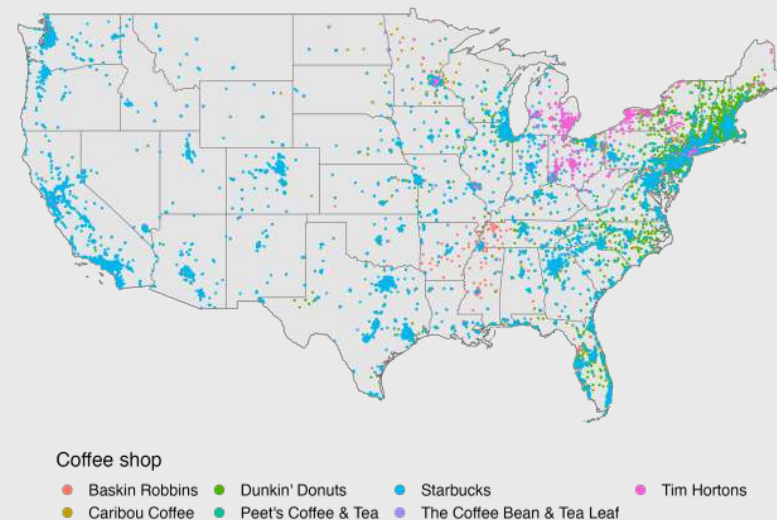 Coffee shop
Baskin Robbins Dunkin' Donuts Starbucks Tim Hortons
Caribou Coffee Peet's Coffee & Tea The Coffee Bean & Tea Leaf